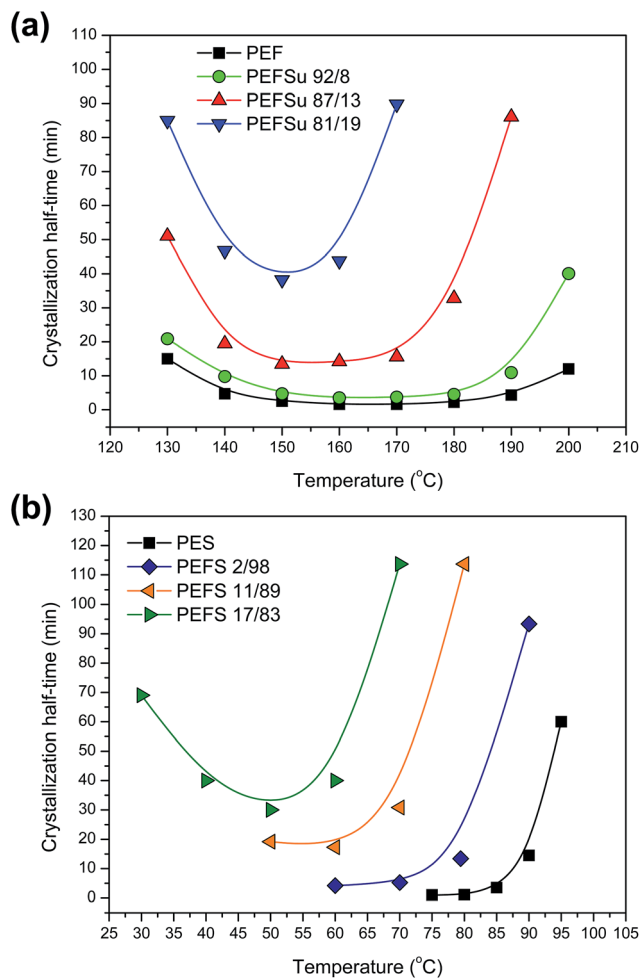 (a)
110
100
90
80
70
60
50
40
30
20
10
0
Crystallization half-time (min)
PEF
PEFSu 92/8
PEFSu 87/13
PEFSu 81/19
120 130 140 150 160 170 180 190 200 210
Temperature (°C)
(b)
130
120
110
100
90
80
70
60
50
40
30
20
10
0
Crystallization half-time (min)
PES
PEFS 2/98
PEFS 11/89
PEFS 17/83
25 30 35 40 45 50 55 60 65 70 75 80 85 90 95 100 105
Temperature (°C)